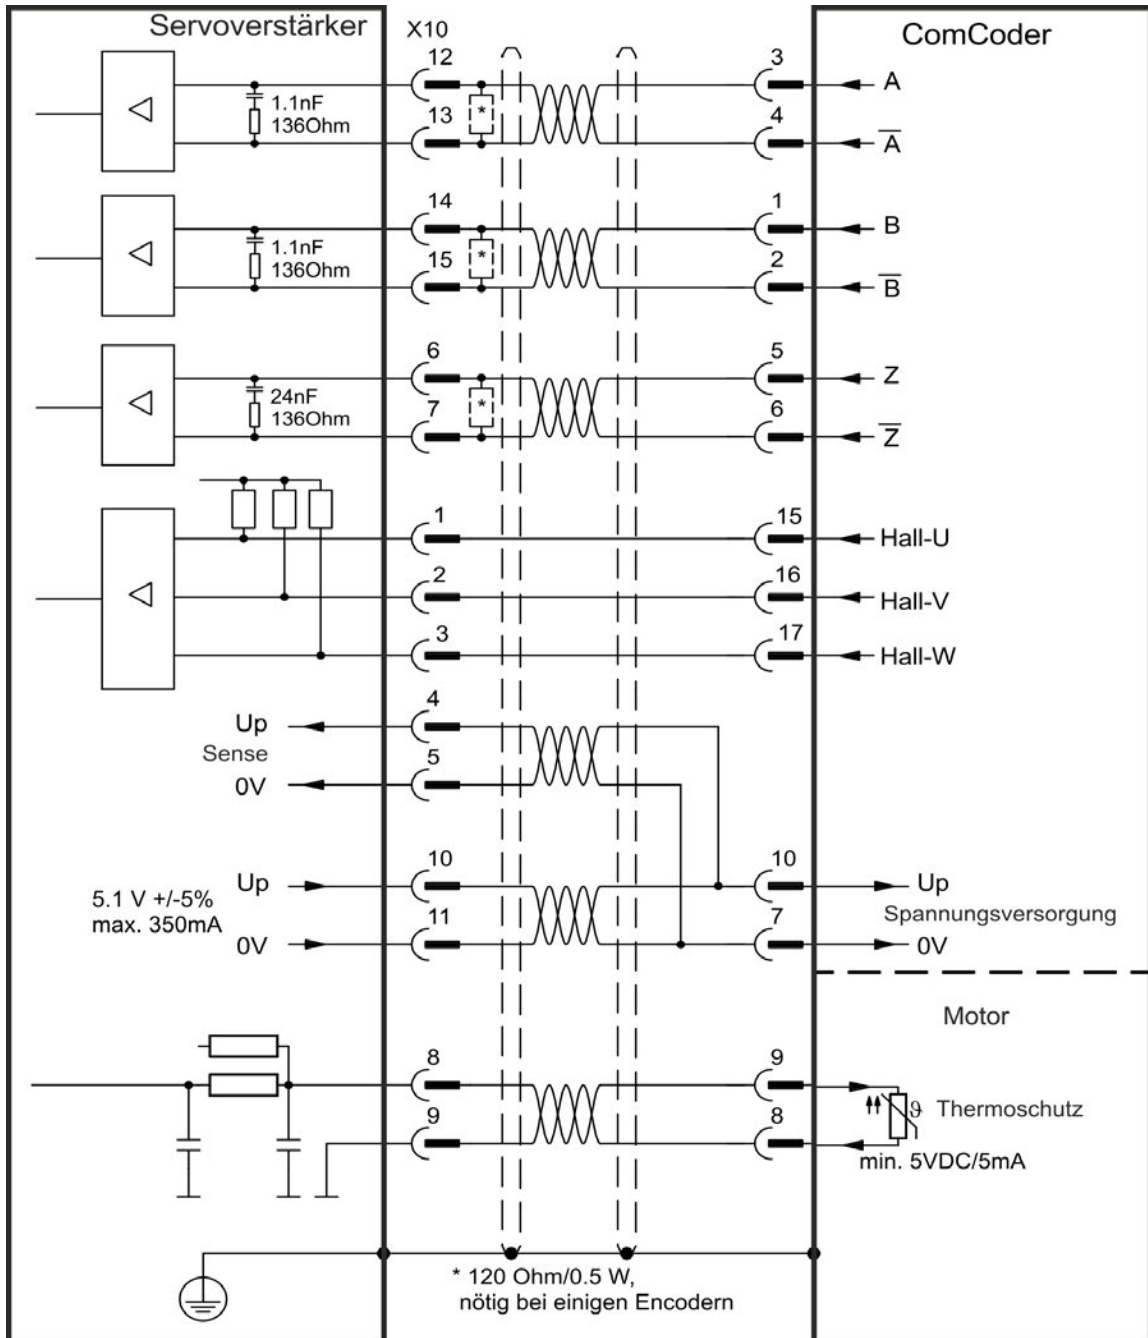 Servoverstärker
X10
ComCoder
12
3
A
1.1nF
136Ohm
*
13
4
A̅
14
1
B
1.1nF
136Ohm
*
15
2
B̅
6
5
Z
24nF
136Ohm
*
7
6
Z̅
1
15
Hall-U
2
16
Hall-V
3
17
Hall-W
Up
4
Sense
0V
5
5.1 V +/-5%
max. 350mA
Up
10
10
Up
Spannungsversorgung
0V
11
7
0V
Motor
8
9
ϑ Thermoschutz
9
8
min. 5VDC/5mA
* 120 Ohm/0.5 W,
nötig bei einigen Encodern